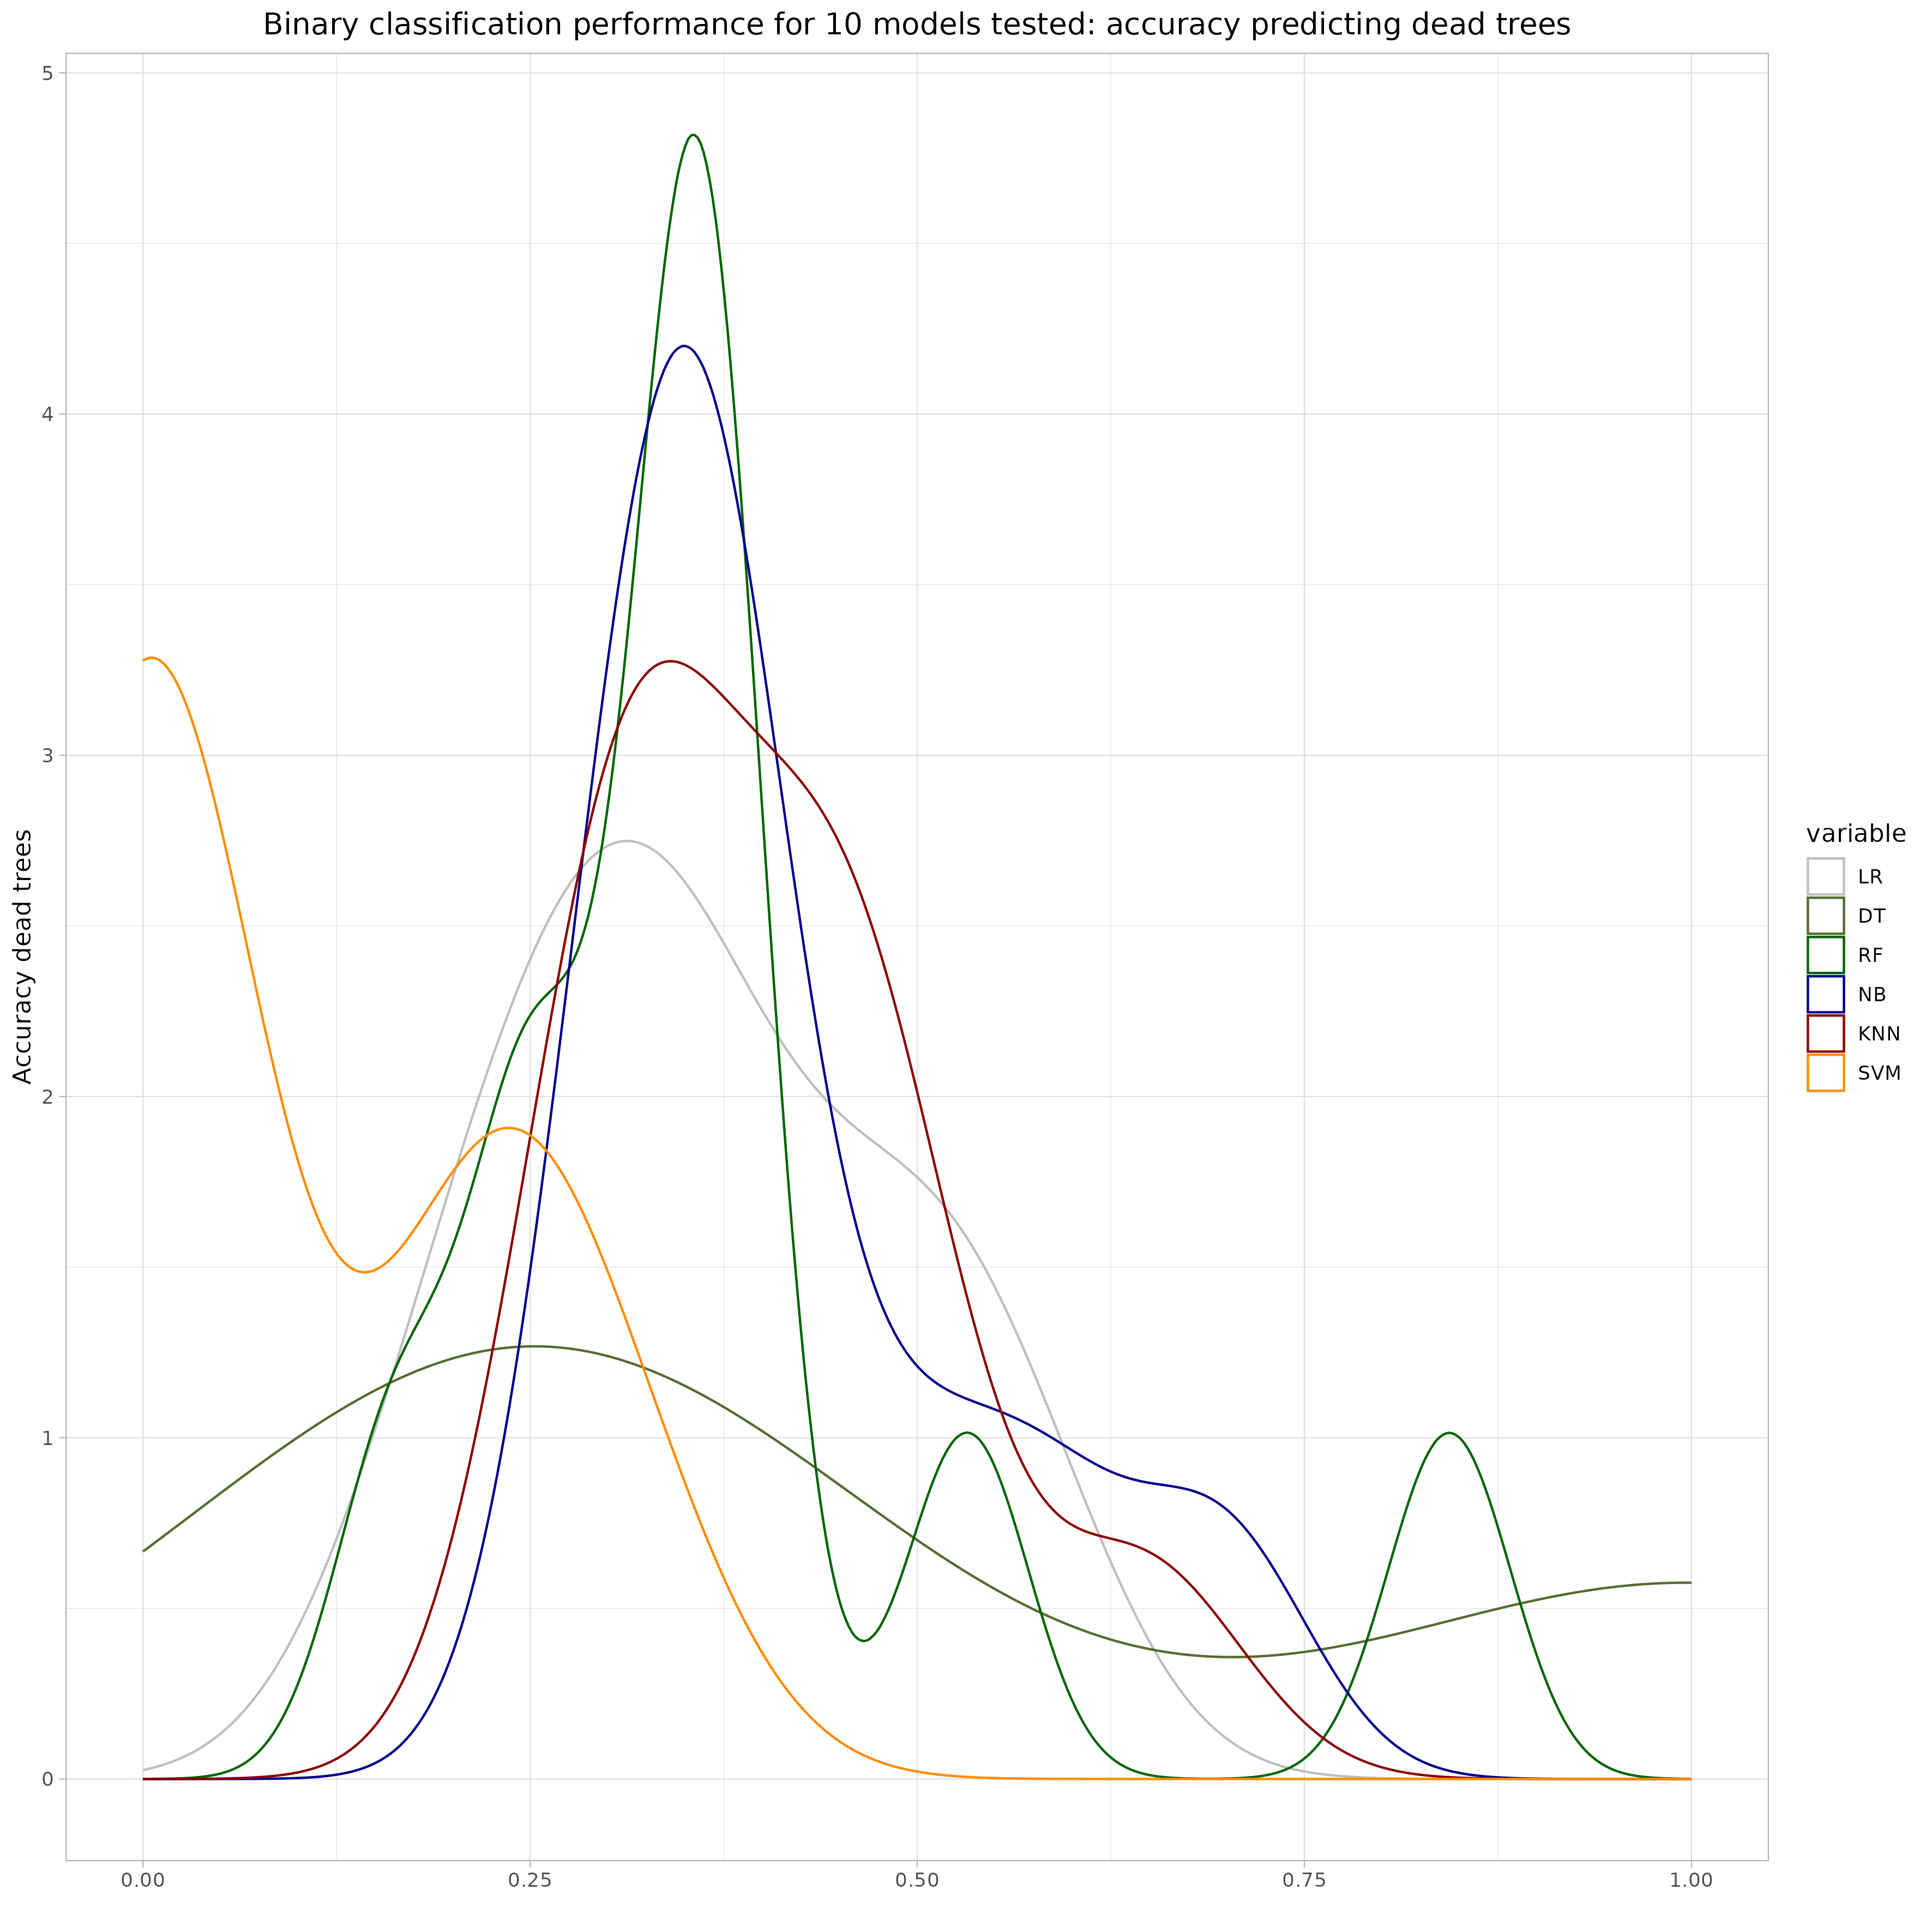 Binary classification performance for 10 models tested: accuracy predicting dead trees
5
4
3
2
1
0
Accuracy dead trees
0.00 0.25 0.50 0.75 1.00
variable
LR
DT
RF
NB
KNN
SVM